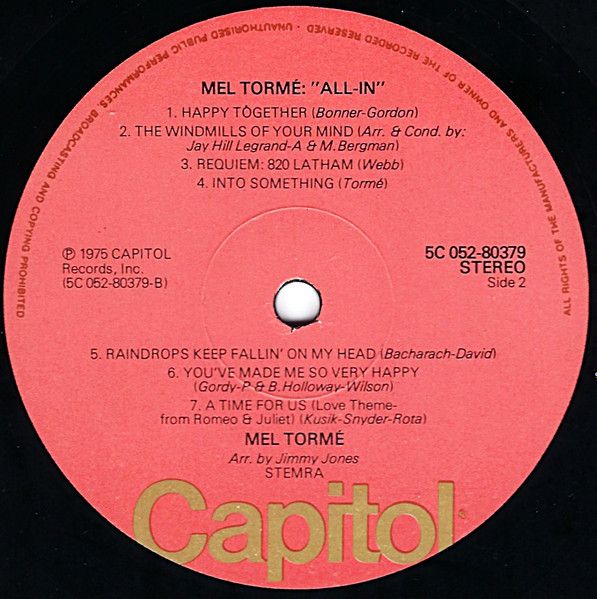 ALL RIGHTS OF THE MANUFACTURERS AND OWNER OF THE RECORDED RESERVED - UNAUTHORISED PUBLIC PERFORMANCES, BROADCASTING AND COPYING PROHIBITED
MEL TORMÉ: "ALL-IN"
1. HAPPY TÒGETHER (Bonner-Gordon)
2. THE WINDMILLS OF YOUR MIND (Arr. & Cond. by:
Jay Hill Legrand-A & M.Bergman)
3. REQUIEM: 820 LATHAM (Webb)
4. INTO SOMETHING (Tormé)
℗ 1975 CAPITOL
Records, Inc.
(5C 052-80379-B)
5C 052-80379
STEREO
Side 2
5. RAINDROPS KEEP FALLIN' ON MY HEAD (Bacharach-David)
6. YOU'VE MADE ME SO VERY HAPPY
(Gordy-P & B.Holloway-Wilson)
7. A TIME FOR US (Love Theme-
from Romeo & Juliet) (Kusik-Snyder-Rota)
MEL TORMÉ
Arr. by Jimmy Jones
STEMRA
Capitol®